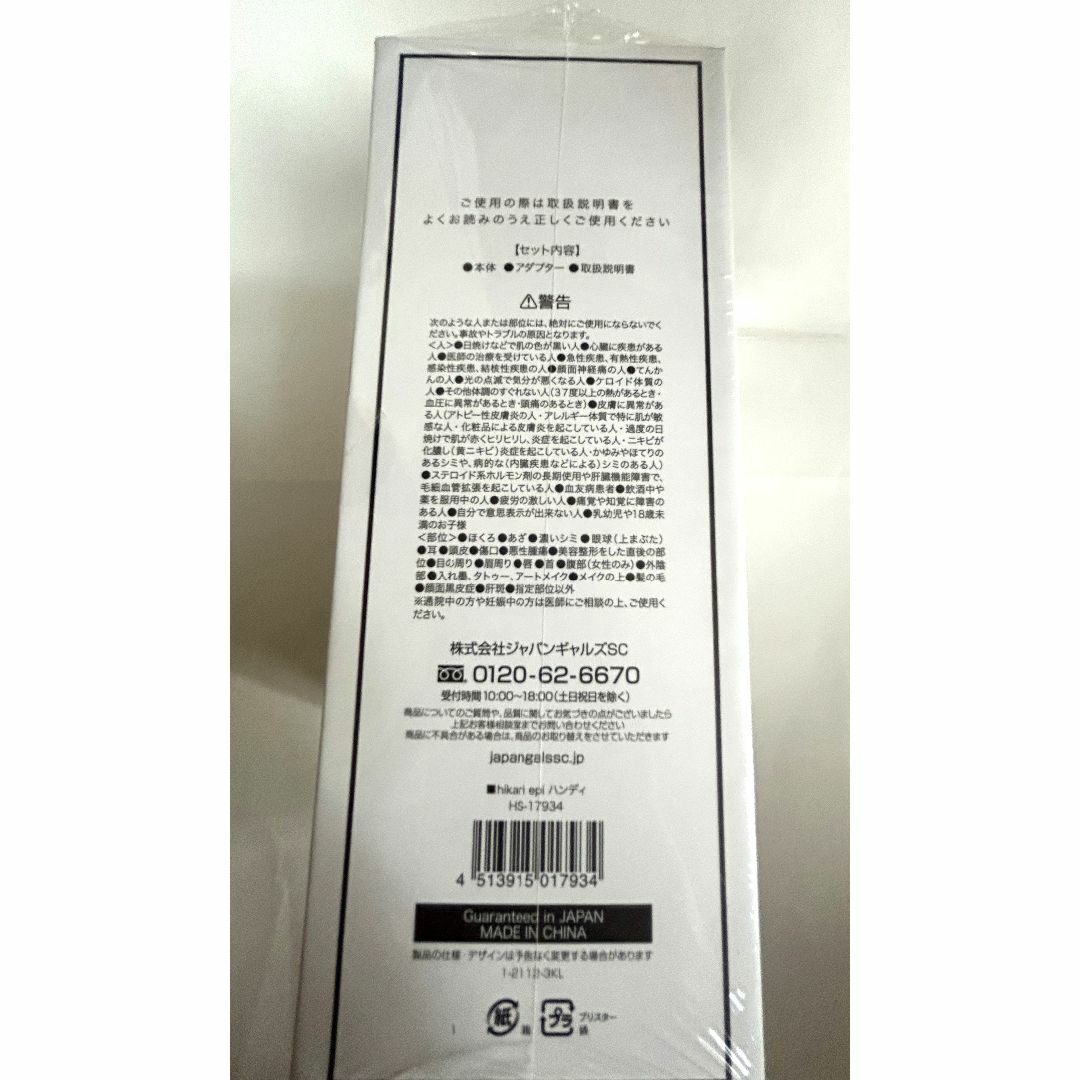 ご使用の際は取扱説明書を
よくお読みのうえ正しくご使用ください
【セット内容】
●本体 ●アダプター ●取扱説明書
⚠警告
次のような人または部位には、絶対にご使用にならないでく
ださい。事故やトラブルの原因となります。
<人>●日焼けなどで肌の色が黒い人●心臓に疾患がある
人●医師の治療を受けている人●急性疾患、有熱性疾患、
感染性疾患、結核性疾患の人●顔面神経痛の人●てんか
んの人●光の点滅で気分が悪くなる人●ケロイド体質の
人●その他体調のすぐれない人(37度以上の熱があるとき・
血圧に異常があるとき・頭痛のあるとき)●皮膚に異常があ
る人(アトピー性皮膚炎の人・アレルギー体質で特に肌が敏
感な人・化粧品による皮膚炎を起こしている人・過度の日
焼けで肌が赤くヒリヒリし、炎症を起こしている人・ニキビが
化膿し(黄ニキビ)炎症を起こしている人・かゆみやほてりの
あるシミや、病的な(内臓疾患などによる)シミのある人)
●ステロイド系ホルモン剤の長期使用や肝臓機能障害で、
毛細血管拡張を起こしている人●血友病患者●飲酒中や
薬を服用中の人●疲労の激しい人●痛覚や知覚に障害の
ある人●自分で意思表示が出来ない人●乳幼児や18歳未
満のお子様
<部位>●ほくろ●あざ●濃いシミ●眼球(上まぶた)
●耳●頭皮●傷口●悪性腫瘍●美容整形をした直後の部
位●目の周り●眉周り●唇●首●腹部(女性のみ)●外陰
部●入れ墨、タトゥー、アートメイク●メイクの上●髪の毛
●顔面黒皮症●肝斑●指定部位以外
※通院中の方や妊娠中の方は医師にご相談の上、ご使用く
ださい。
株式会社ジャパンギャルズSC
0120-62-6670
受付時間10:00~18:00(土日祝日を除く)
商品についてのご質問や、品質に関してお気づきの点がございましたら
上記お客様相談室までお問い合わせください
商品に不具合がある場合は、商品のお取り替えをさせていただきます
japangalssc.jp
■hikari epi ハンディ
HS-17934
4 513915 017934
Guaranteed in JAPAN
MADE IN CHINA
製品の仕様・デザインは予告なく変更する場合があります
1-2112-3KL
1 紙 箱 プラ ブリスター
袋